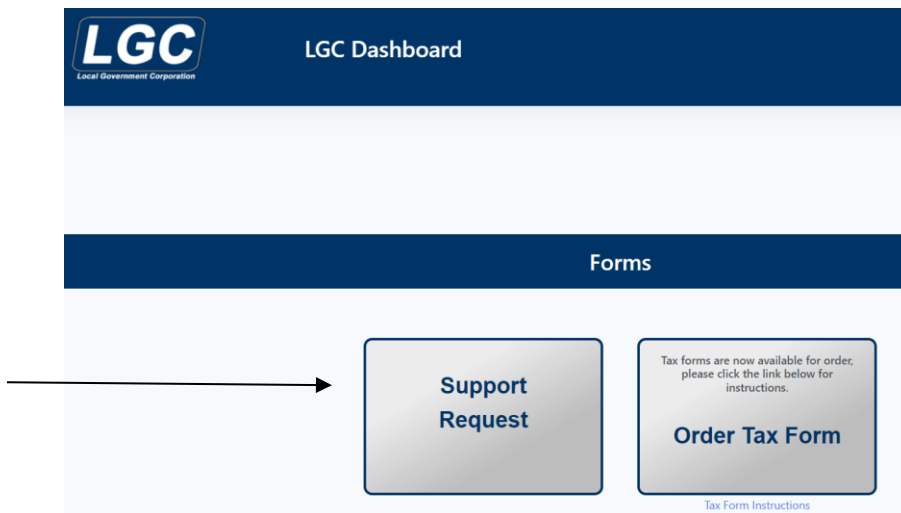 LGC
Local Government Corporation
LGC Dashboard
Forms
Support
Request
Tax forms are now available for order,
please click the link below for
instructions.
Order Tax Form
Tax Form Instructions